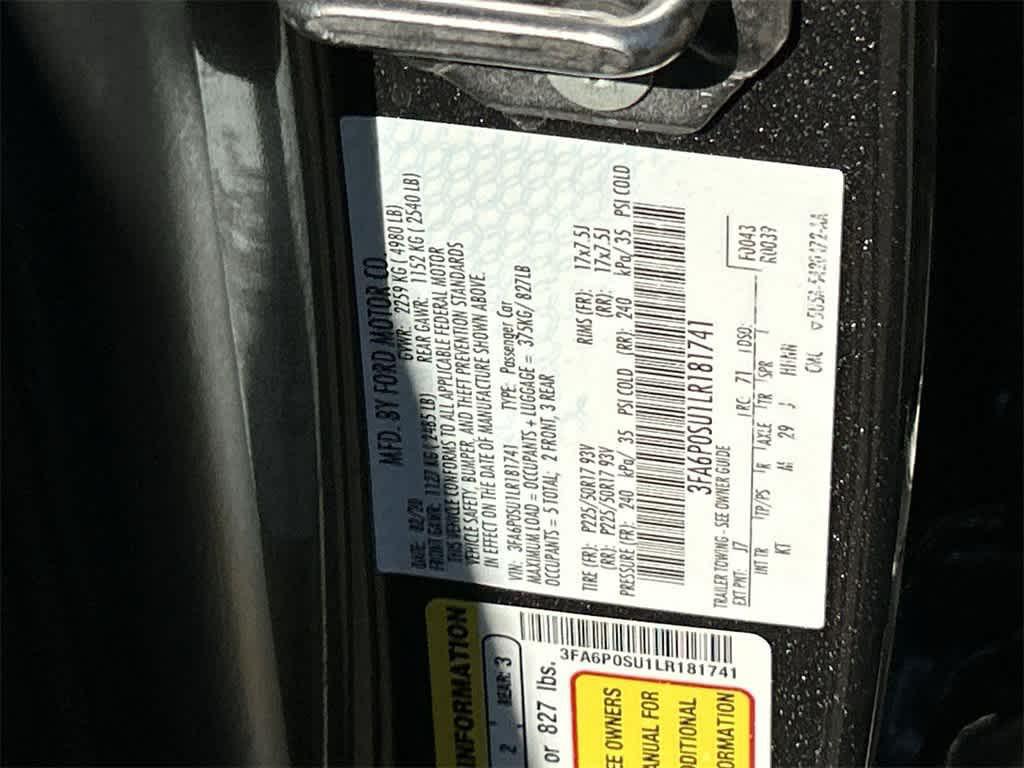 MFD. BY FORD MOTOR CO.
DATE: 02/20 GVWR: 2259 KG ( 4980 LB)
FRONT GAWR: 1127 KG ( 2485 LB) REAR GAWR: 1152 KG ( 2540 LB)
THIS VEHICLE CONFORMS TO ALL APPLICABLE FEDERAL MOTOR
VEHICLE SAFETY, BUMPER, AND THEFT PREVENTION STANDARDS
IN EFFECT ON THE DATE OF MANUFACTURE SHOWN ABOVE.
VIN: 3FA6P0SU1LR181741 TYPE: Passenger Car
MAXIMUM LOAD = OCCUPANTS + LUGGAGE = 375KG/ 827LB
OCCUPANTS = 5 TOTAL; 2 FRONT, 3 REAR
TIRE (FR): P225/50R17 93V RIMS (FR): 17x7.5J
(RR): P225/50R17 93V (RR): 17x7.5J
PRESSURE (FR): 240 kPa/ 35 PSI COLD (RR): 240 kPa/ 35 PSI COLD
3FA6P0SU1LR181741
TRAILER TOWING - SEE OWNER GUIDE
EXT PNT: J7 RC: 71 DSO: F0043
R0039
INT TR TP/PS R AXLE TR SPR
KT M 29 J
INFORMATION
2 REAR: 3
or 827 lbs.
3FA6P0SU1LR181741
OWNERS
FOR